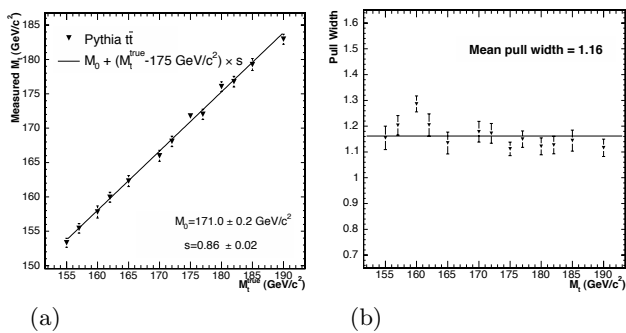 Measured M_t (GeV/c²)
185
180
175
170
165
160
155
150
Pythia tt̄
M₀ + (M_t^true-175 GeV/c²) × s
M₀=171.0 ± 0.2 GeV/c²
s=0.86 ± 0.02
155 160 165 170 175 180 185 190
M_t^true (GeV/c²)
(a)
Pull Width
1.6
1.5
1.4
1.3
1.2
1.1
1
0.9
0.8
0.7
Mean pull width = 1.16
155 160 165 170 175 180 185 190
M_t (GeV/c²)
(b)